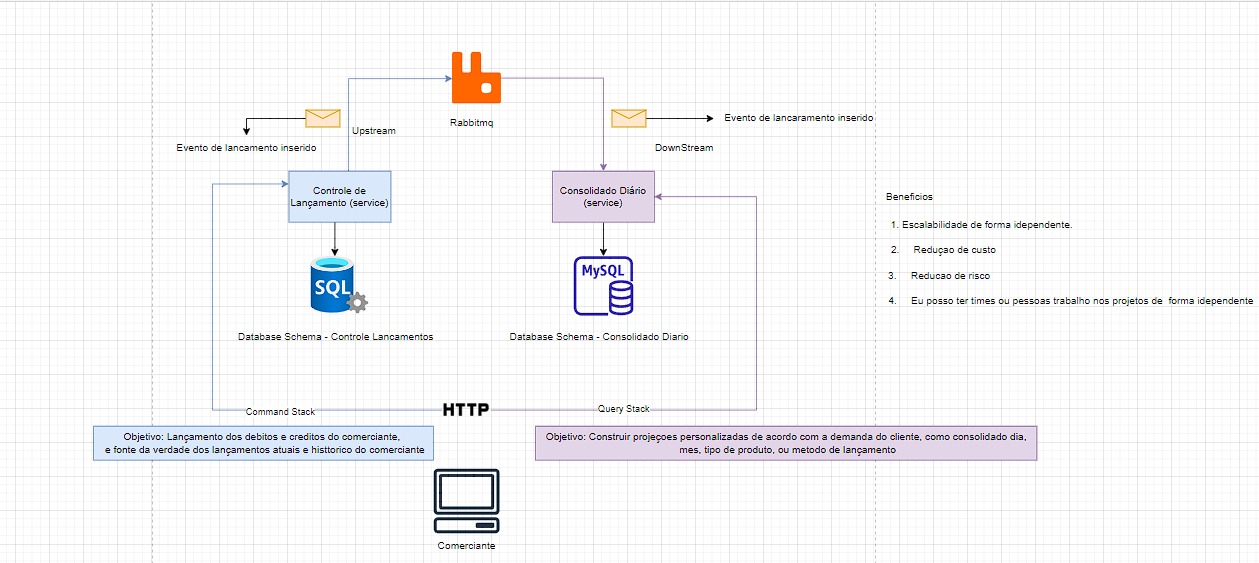 Rabbitmq
Upstream
Evento de lancamento inserido
Evento de lancaramento inserido
DownStream
Controle de
Lançamento (service)
Consolidado Diário
(service)
SQL
MySQL
Database Schema - Controle Lancamentos
Database Schema - Consolidado Diario
Beneficios
1. Escalabilidade de forma idependente.
2. Reduçao de custo
3. Reducao de risco
4. Eu posso ter times ou pessoas trabalho nos projetos de forma idependente
Command Stack
HTTP
Query Stack
Objetivo: Lançamento dos debitos e creditos do comerciante,
e fonte da verdade dos lançamentos atuais e histtorico do comerciante
Objetivo: Construir projeçoes personalizadas de acordo com a demanda do cliente, como consolidado dia,
mes, tipo de produto, ou metodo de lançamento
Comerciante